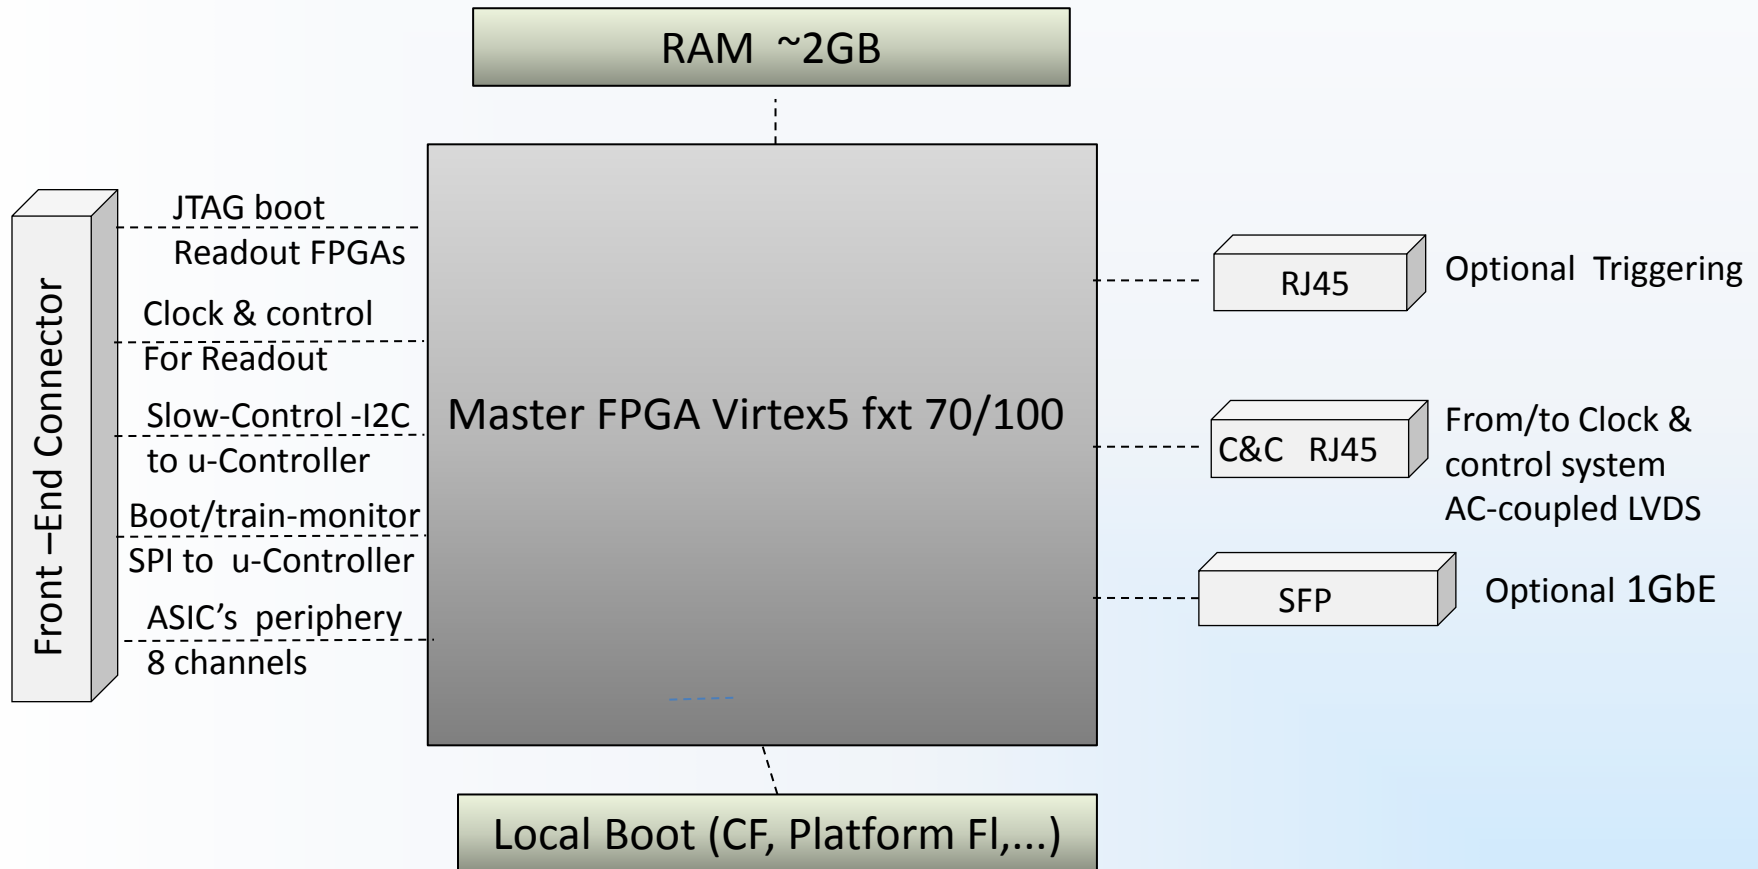 RAM ~2GB
Front –End Connector
JTAG boot
Readout FPGAs
Clock & control
For Readout
Slow-Control -I2C
to u-Controller
Boot/train-monitor
SPI to u-Controller
ASIC’s periphery
8 channels
Master FPGA Virtex5 fxt 70/100
RJ45
Optional Triggering
C&C RJ45
From/to Clock &
control system
AC-coupled LVDS
SFP
Optional 1GbE
Local Boot (CF, Platform Fl,...)